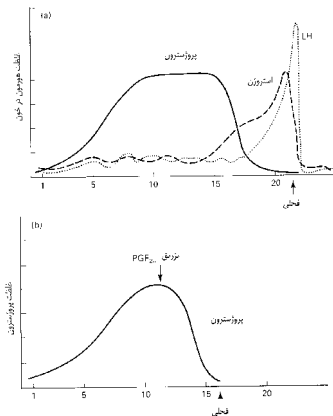 (a)
غلظت هورمون در خون
پروژسترون
استروژن
LH
1 5 10 15 20
فحلی
(b)
غلظت پروژسترون
تزریق PGF₂α
پروژسترون
1 5 10 15 20
فحلی